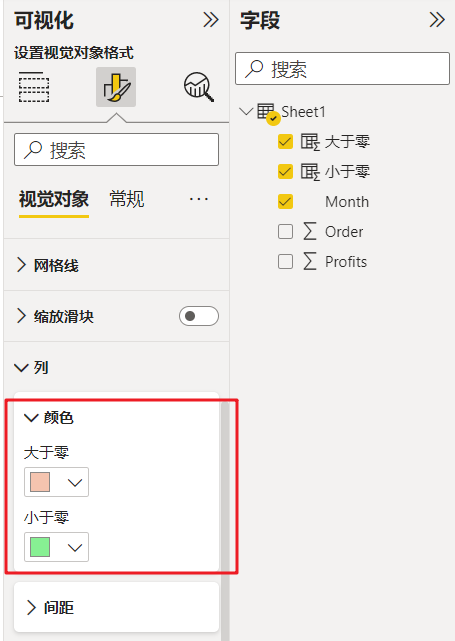 可视化
设置视觉对象格式
搜索
视觉对象 常规 ...
网格线
缩放滑块
列
颜色
大于零
小于零
间距
字段
搜索
Sheet1
大于零
小于零
Month
Order
Profits